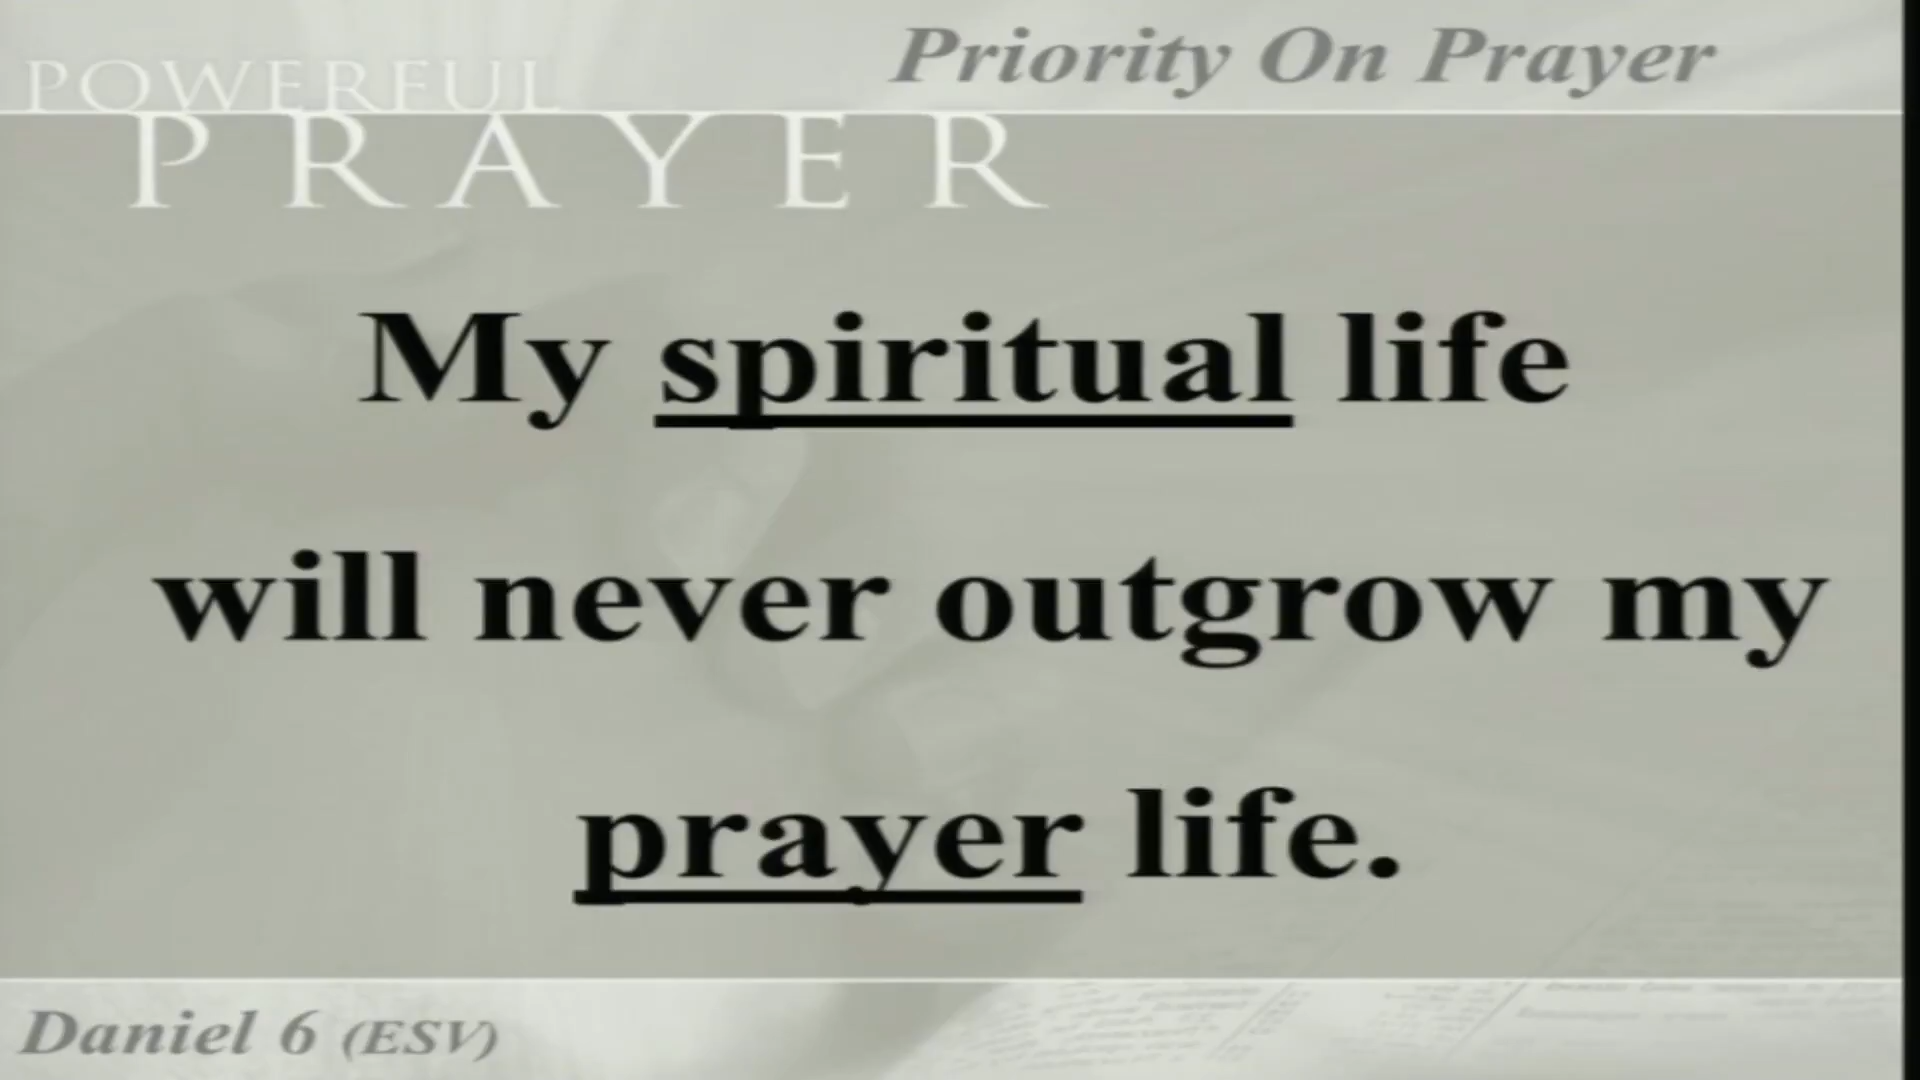 Priority On Prayer
POWERFUL
PRAYER
My spiritual life
will never outgrow my
prayer life.
Daniel 6 (ESV)